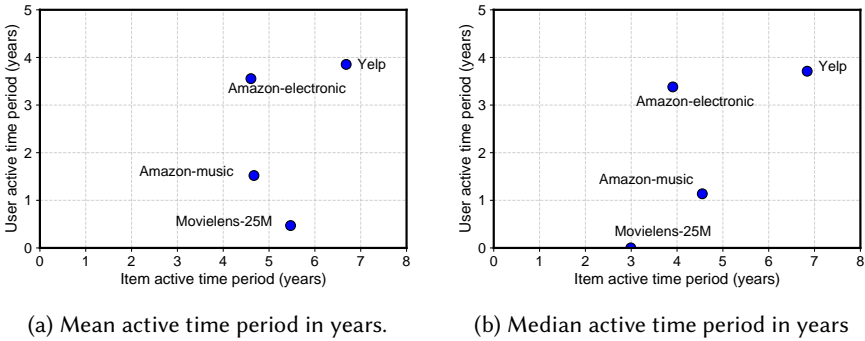 5
4
3
2
1
0
User active time period (years)
Yelp
Amazon-electronic
Amazon-music
Movielens-25M
0 1 2 3 4 5 6 7 8
Item active time period (years)
(a) Mean active time period in years.
5
4
3
2
1
0
User active time period (years)
Yelp
Amazon-electronic
Amazon-music
Movielens-25M
0 1 2 3 4 5 6 7 8
Item active time period (years)
(b) Median active time period in years